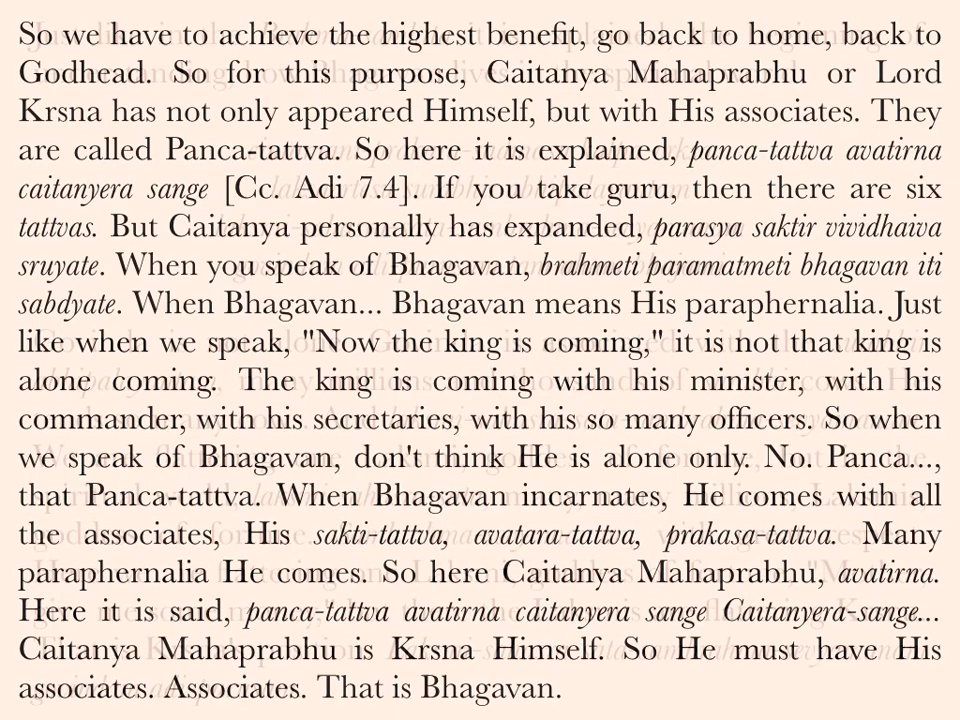 So we have to achieve the highest benefit, go back to home, back to
Godhead. So for this purpose, Caitanya Mahaprabhu or Lord
Krsna has not only appeared Himself, but with His associates. They
are called Panca-tattva. So here it is explained, panca-tattva avatirna
caitanyera sange [Cc. Adi 7.4]. If you take guru, then there are six
tattvas. But Caitanya personally has expanded, parasya saktir vividhaiva
sruyate. When you speak of Bhagavan, brahmeti paramatmeti bhagavan iti
sabdyate. When Bhagavan... Bhagavan means His paraphernalia. Just
like when we speak, "Now the king is coming," it is not that king is
alone coming. The king is coming with his minister, with his
commander, with his secretaries, with his so many officers. So when
we speak of Bhagavan, don't think He is alone only. No. Panca...,
that Panca-tattva. When Bhagavan incarnates, He comes with all
the associates, His sakti-tattva, avatara-tattva, prakasa-tattva. Many
paraphernalia He comes. So here Caitanya Mahaprabhu, avatirna.
Here it is said, panca-tattva avatirna caitanyera sange Caitanyera-sange...
Caitanya Mahaprabhu is Krsna Himself. So He must have His
associates. Associates. That is Bhagavan.